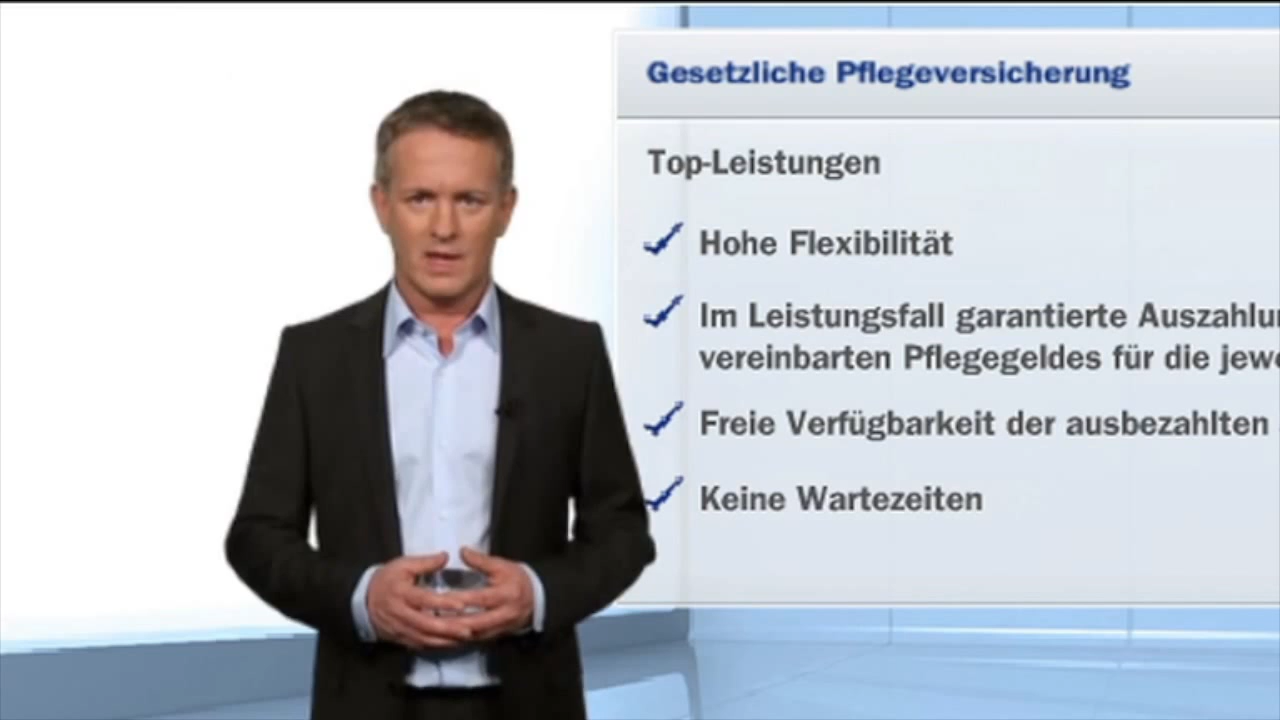 Gesetzliche Pflegeversicherung
Top-Leistungen
Hohe Flexibilität
Im Leistungsfall garantierte
vereinbarten Pflegegeldes für die
Freie Verfügbarkeit der ausbezahlten
Keine Wartezeiten